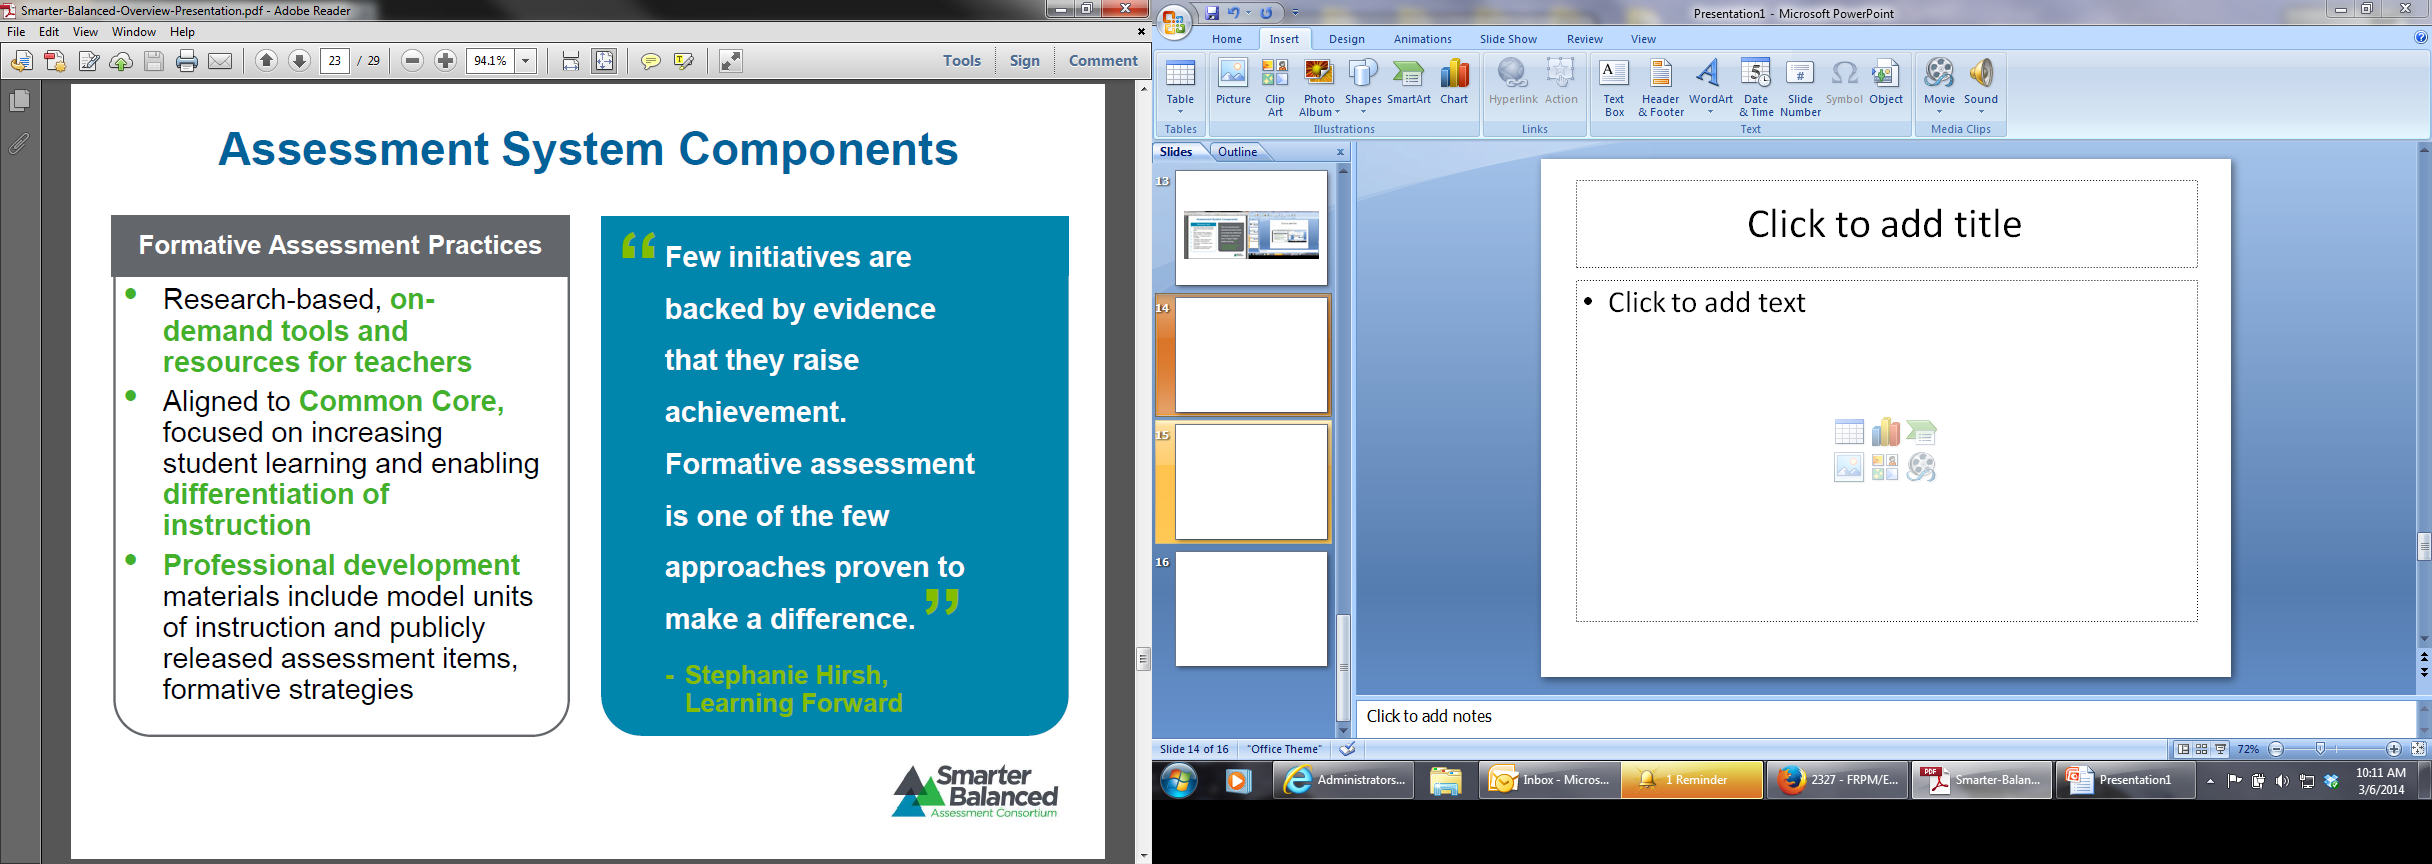 Smarter-Balanced-Overview-Presentation.pdf - Adobe Reader
File Edit View Window Help
23 / 29 94.1% Tools Sign Comment
Assessment System Components
Formative Assessment Practices
• Research-based, on-
demand tools and
resources for teachers
• Aligned to Common Core,
focused on increasing
student learning and enabling
differentiation of
instruction
• Professional development
materials include model units
of instruction and publicly
released assessment items,
formative strategies
“ Few initiatives are
backed by evidence
that they raise
achievement.
Formative assessment
is one of the few
approaches proven to
make a difference. ”
- Stephanie Hirsh,
Learning Forward
Smarter
Balanced
Assessment Consortium
Presentation1 - Microsoft PowerPoint
Home Insert Design Animations Slide Show Review View
Table Picture Clip Art Photo Album Shapes SmartArt Chart Hyperlink Action Text Box Header & Footer WordArt Date & Time Slide Number Symbol Object Movie Sound
Tables Illustrations Links Text Media Clips
Slides Outline x
13
14
15
16
Click to add title
• Click to add text
Click to add notes
Slide 14 of 16 "Office Theme" 72%
Administrators... Inbox - Micros... 1 Reminder 2327 - FRPM/E... Smarter-Balan... Presentation1
10:11 AM
3/6/2014